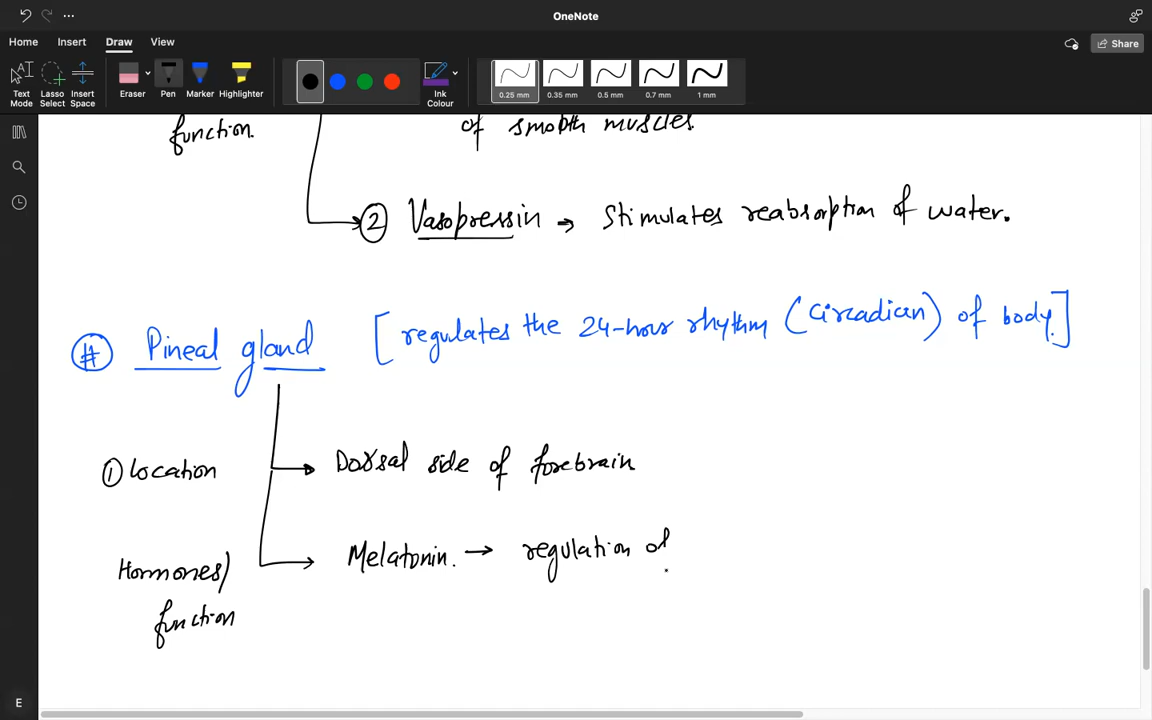 OneNote
Home Insert Draw View
Share
Text Mode
Lasso Select
Insert Space
Eraser
Pen
Marker
Highlighter
Ink Colour
0.25 mm 0.35 mm 0.5 mm 0.7 mm 1 mm
function. of smooth muscles.
② Vasopressin → Stimulates reabsorption of water.
# Pineal gland [regulates the 24-hour rhythm (circadian) of body.]
① location → Dorsal side of forebrain
Hormones/ → Melatonin. → regulation of
function
E